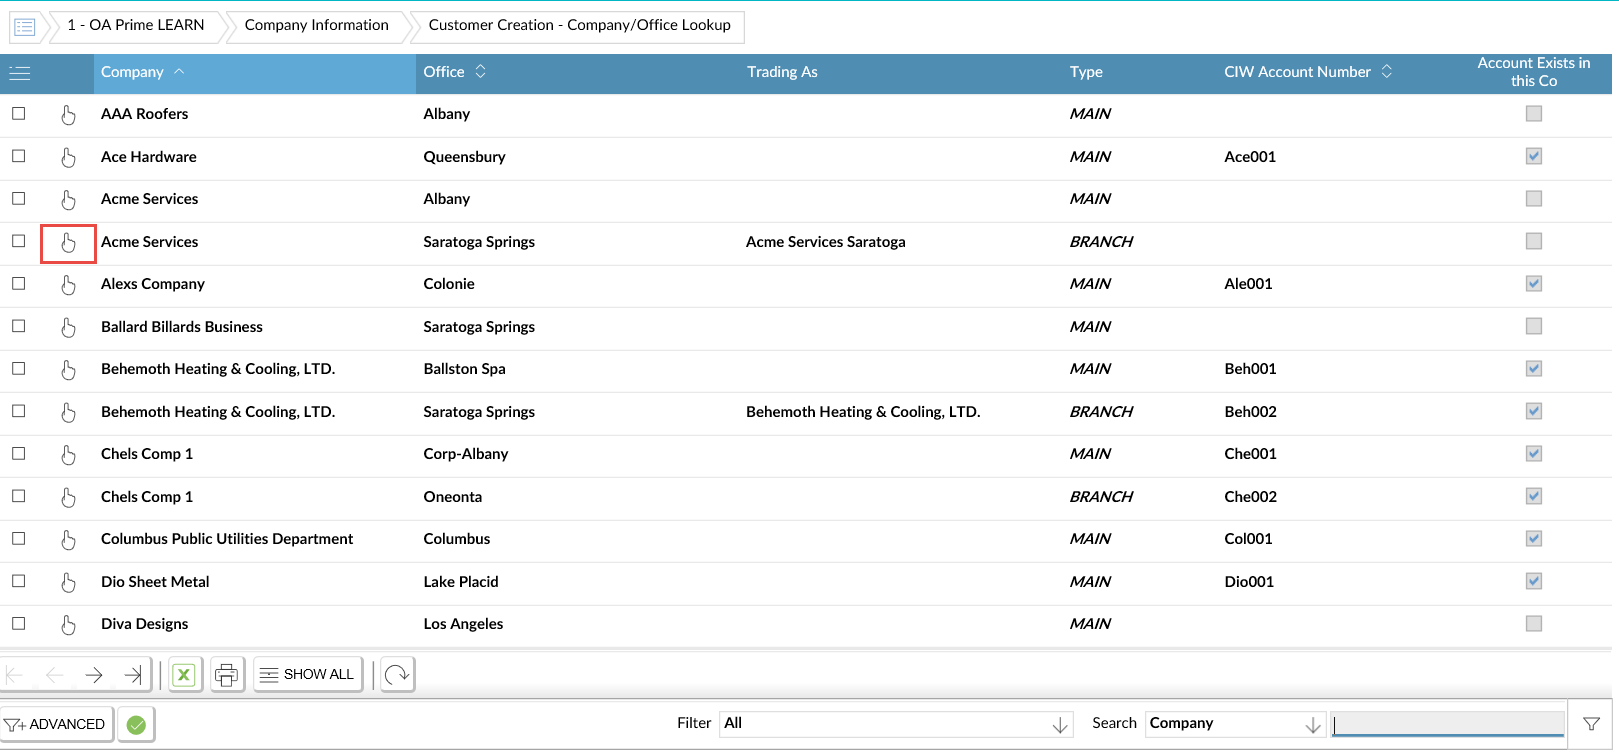 1 - OA Prime LEARN Company Information Customer Creation - Company/Office Lookup
Company Office Trading As Type CIW Account Number Account Exists in
this Co
AAA Roofers Albany MAIN
Ace Hardware Queensbury MAIN Ace001
Acme Services Albany MAIN
Acme Services Saratoga Springs Acme Services Saratoga BRANCH
Alexs Company Colonie MAIN Ale001
Ballard Billards Business Saratoga Springs MAIN
Behemoth Heating & Cooling, LTD. Ballston Spa MAIN Beh001
Behemoth Heating & Cooling, LTD. Saratoga Springs Behemoth Heating & Cooling, LTD. BRANCH Beh002
Chels Comp 1 Corp-Albany MAIN Che001
Chels Comp 1 Oneonta BRANCH Che002
Columbus Public Utilities Department Columbus MAIN Col001
Dio Sheet Metal Lake Placid MAIN Dio001
Diva Designs Los Angeles MAIN
X SHOW ALL
ADVANCED Filter All Search Company